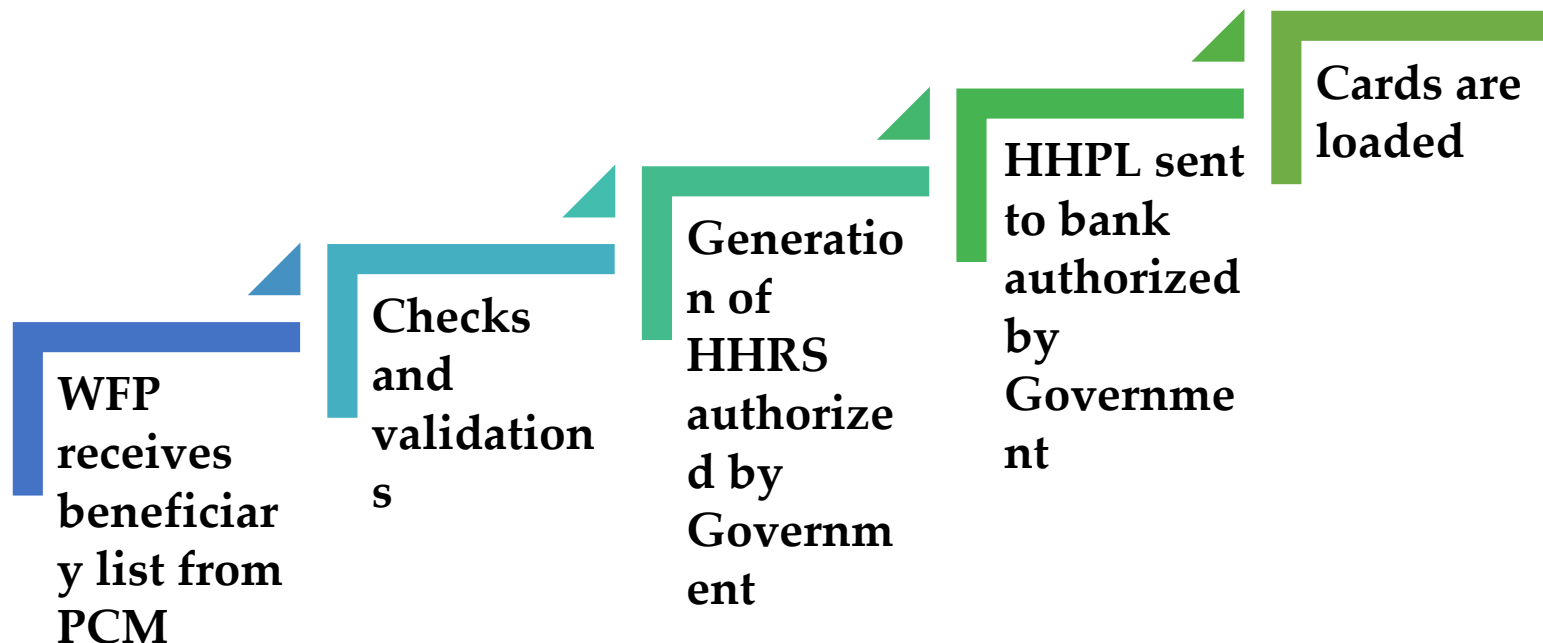 WFP
receives
beneficiar
y list from
PCM
Checks
and
validation
s
Generatio
n of
HHRS
authorize
d by
Governm
ent
HHPL sent
to bank
authorized
by
Governme
nt
Cards are
loaded